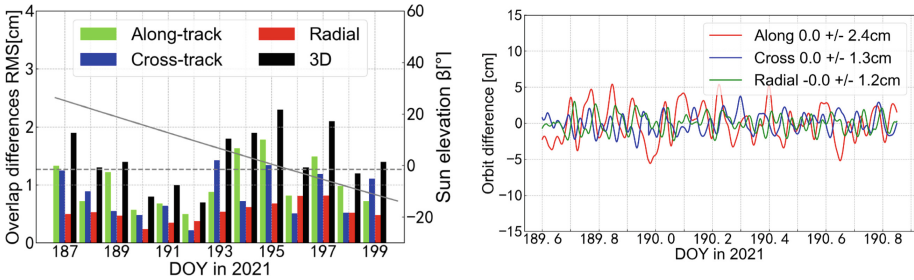 4
3
2
1
0
Overlap differences RMS[cm]
Along-track
Radial
Cross-track
3D
60
40
20
0
−20
Sun elevation β[°]
187 189 191 193 195 197 199
DOY in 2021
15
10
5
0
−5
−10
−15
Orbit difference [cm]
Along 0.0 +/- 2.4cm
Cross 0.0 +/- 1.3cm
Radial -0.0 +/- 1.2cm
189.6 189.8 190.0 190.2 190.4 190.6 190.8
DOY in 2021